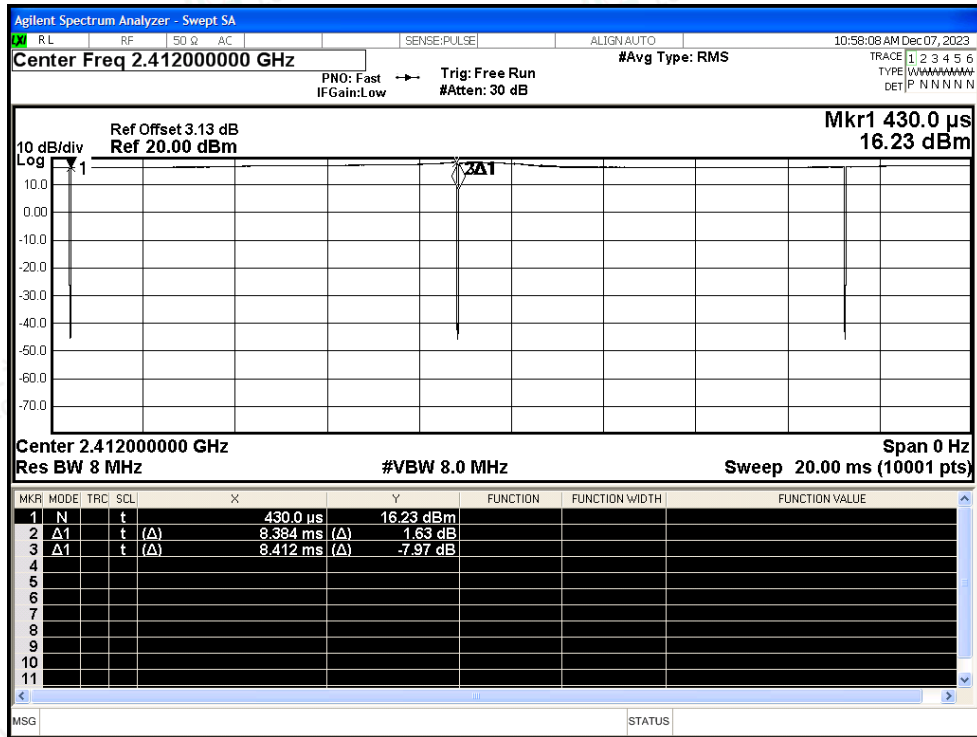 Agilent Spectrum Analyzer - Swept SA
LXI RL RF 50 Ω AC SENSE:PULSE ALIGN AUTO 10:58:08 AM Dec 07, 2023
Center Freq 2.412000000 GHz #Avg Type: RMS TRACE 1 2 3 4 5 6
PNO: Fast Trig: Free Run TYPE WWWWWW
IFGain:Low #Atten: 30 dB DET P N N N N N
Mkr1 430.0 µs
16.23 dBm
Ref Offset 3.13 dB
10 dB/div Ref 20.00 dBm
Log
1
3Δ1
10.0
0.00
-10.0
-20.0
-30.0
-40.0
-50.0
-60.0
-70.0
Center 2.412000000 GHz Span 0 Hz
Res BW 8 MHz #VBW 8.0 MHz Sweep 20.00 ms (10001 pts)
MKR MODE TRC SCL X Y FUNCTION FUNCTION WIDTH FUNCTION VALUE
1 N t 430.0 µs 16.23 dBm
2 Δ1 t (Δ) 8.384 ms (Δ) 1.63 dB
3 Δ1 t (Δ) 8.412 ms (Δ) -7.97 dB
4
5
6
7
8
9
10
11
MSG STATUS